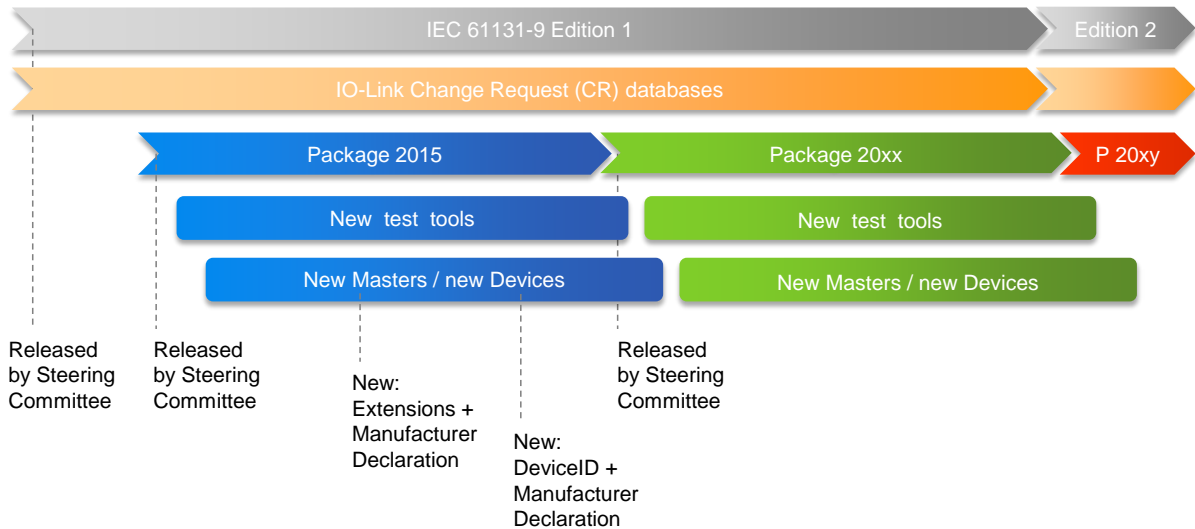 IEC 61131-9 Edition 1
Edition 2
IO-Link Change Request (CR) databases
Package 2015
Package 20xx
P 20xy
New test tools
New test tools
New Masters / new Devices
New Masters / new Devices
Released
by Steering
Committee
Released
by Steering
Committee
New:
Extensions +
Manufacturer
Declaration
New:
DeviceID +
Manufacturer
Declaration
Released
by Steering
Committee